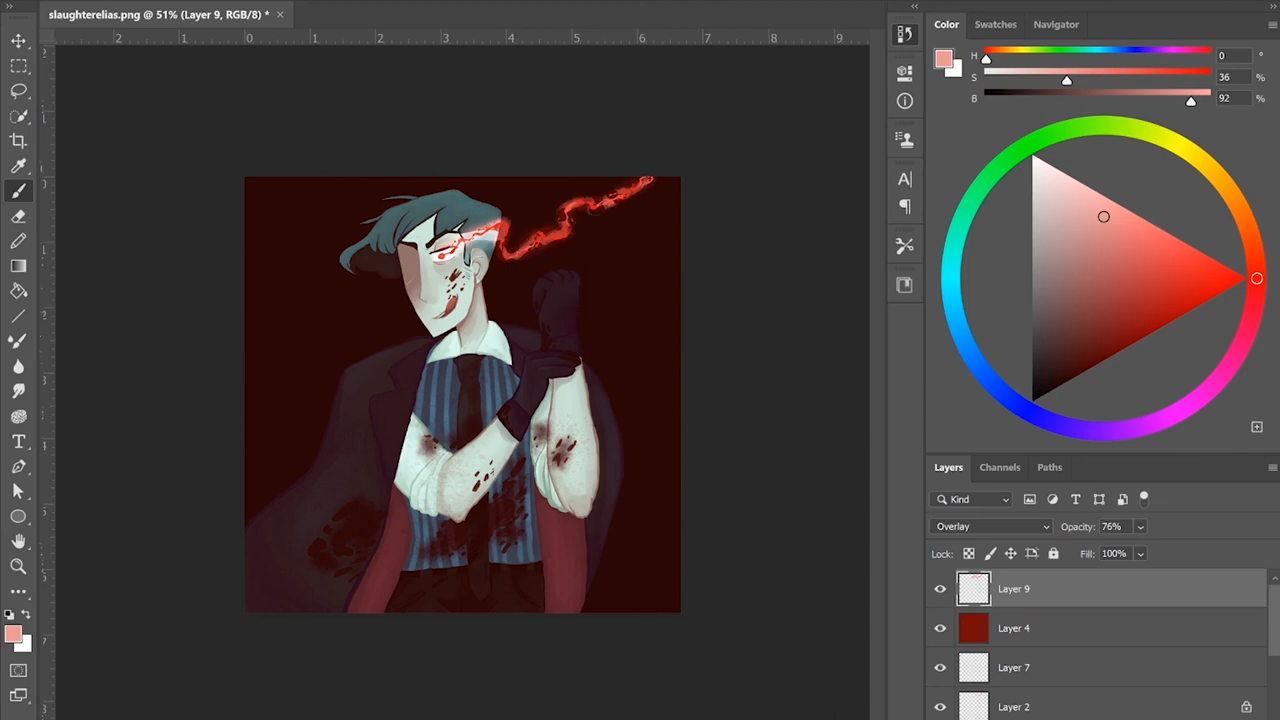 slaughterelias.png @ 51% (Layer 9, RGB/8) * ×
2 1 0 1 2 3 4 5 6 7 8 9
Color Swatches Navigator
H 0 °
S 36 %
B 92 %
Layers Channels Paths
Kind
Overlay Opacity: 76%
Lock: Fill: 100%
Layer 9
Layer 4
Layer 7
Layer 2